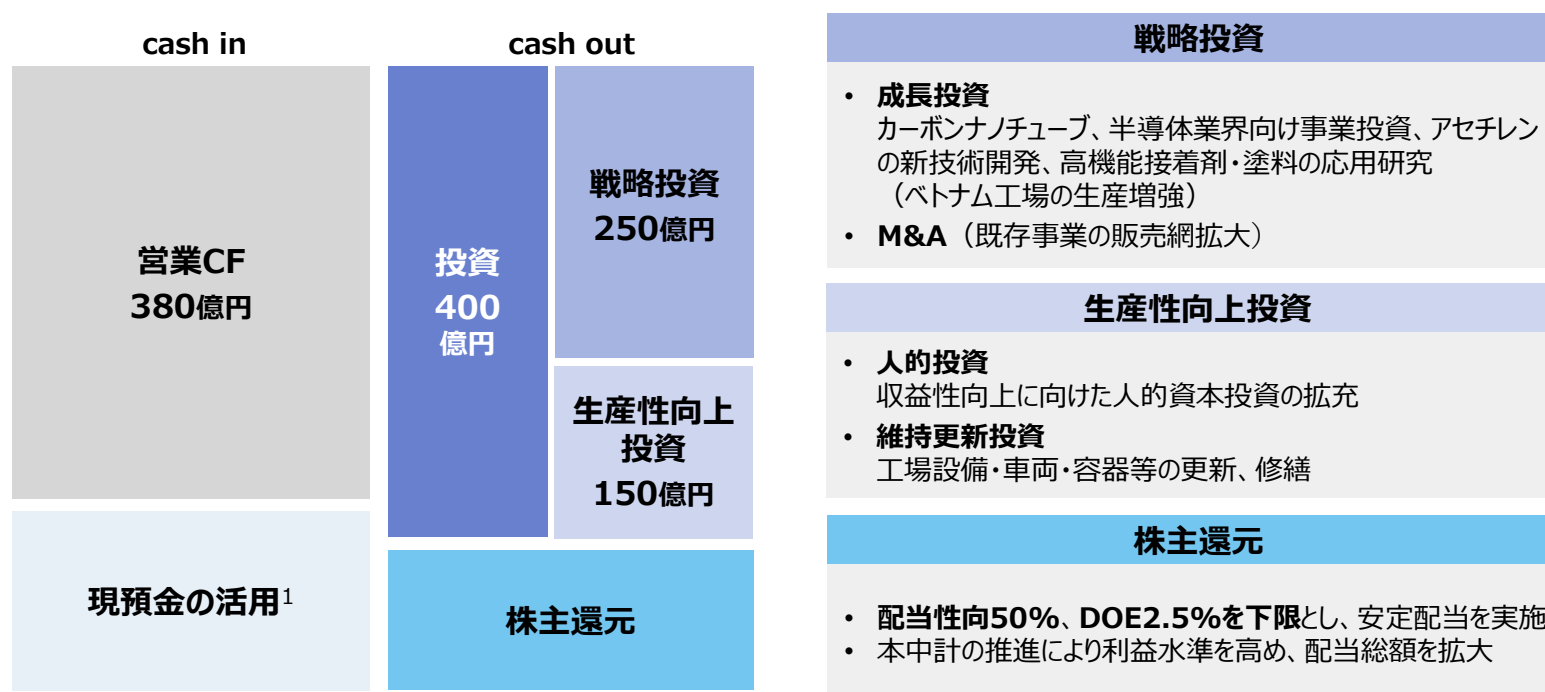 cash in
cash out
営業CF
380億円
現預金の活用1
投資
400
億円
戦略投資
250億円
生産性向上
投資
150億円
株主還元
戦略投資
• 成長投資
カーボンナノチューブ、半導体業界向け事業投資、アセチレン
の新技術開発、高機能接着剤・塗料の応用研究
（ベトナム工場の生産増強）
• M&A（既存事業の販売網拡大）
生産性向上投資
• 人的投資
収益性向上に向けた人的資本投資の拡充
• 維持更新投資
工場設備・車両・容器等の更新、修繕
株主還元
• 配当性向50%、DOE2.5%を下限とし、安定配当を実施
• 本中計の推進により利益水準を高め、配当総額を拡大